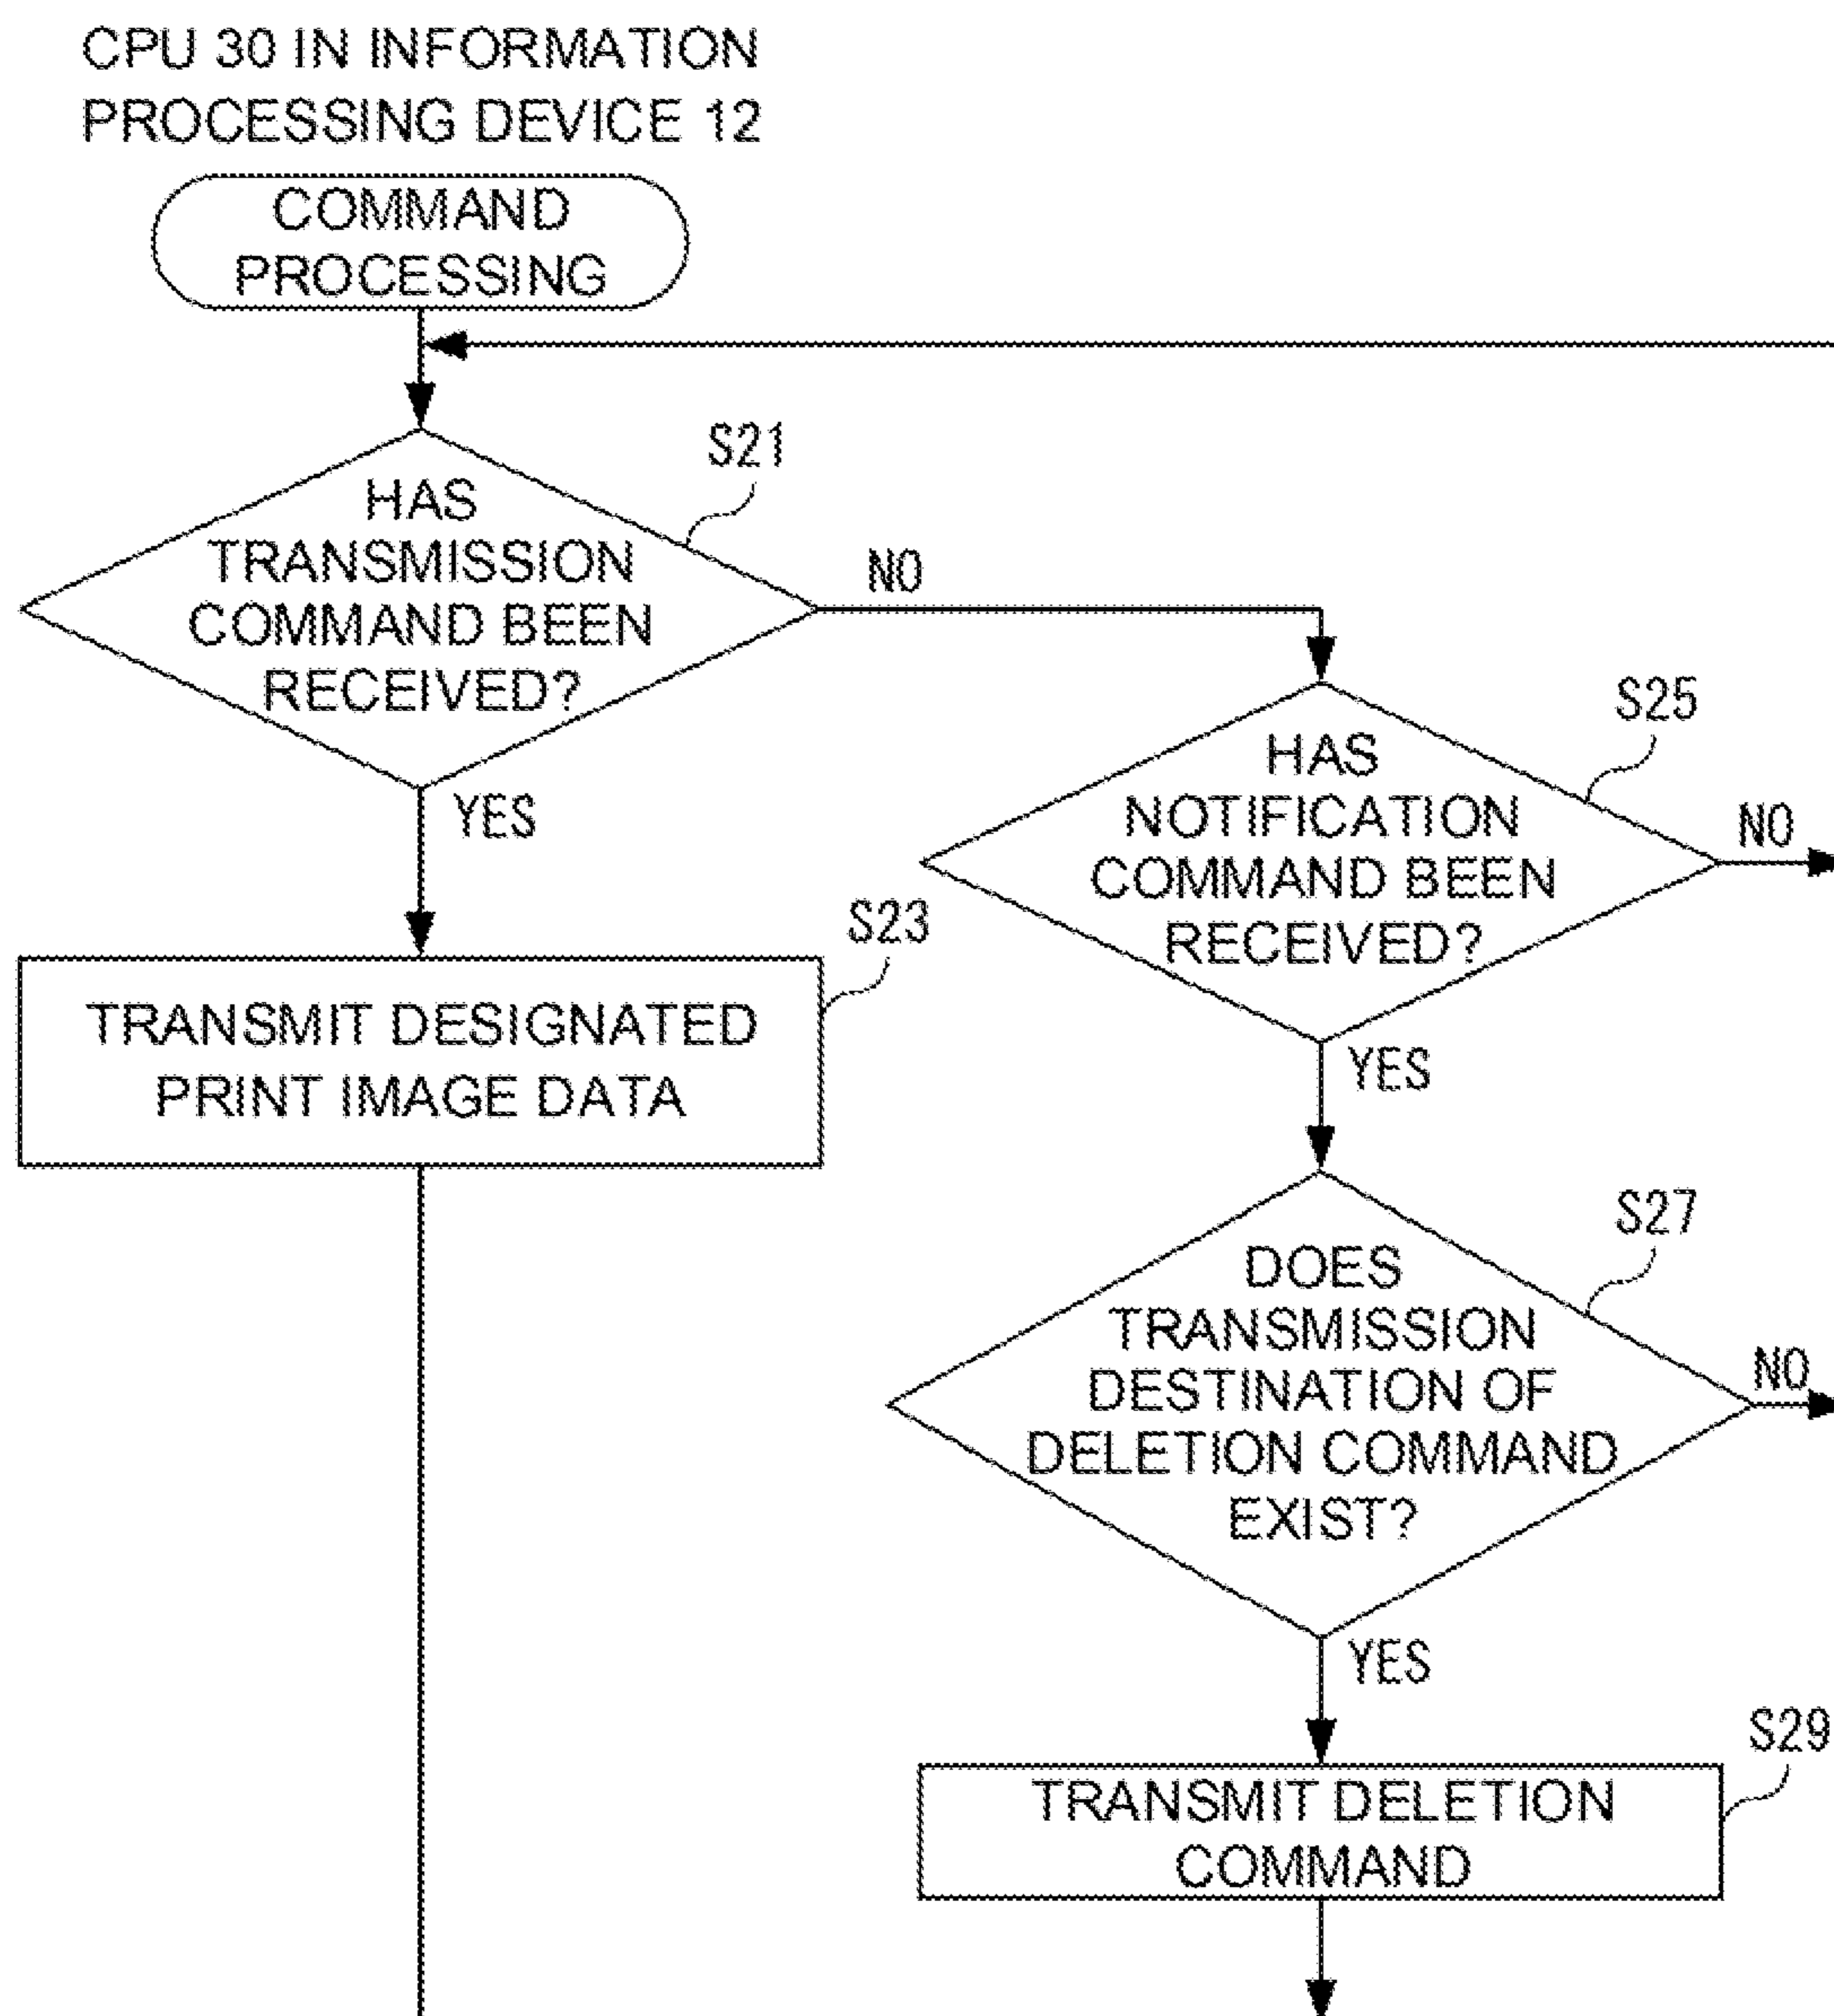 CPU 30 IN INFORMATION
PROCESSING DEVICE 12
COMMAND
PROCESSING
S21
HAS
TRANSMISSION
COMMAND BEEN
RECEIVED?
NO
YES
S23
TRANSMIT DESIGNATED
PRINT IMAGE DATA
S25
HAS
NOTIFICATION
COMMAND BEEN
RECEIVED?
NO
YES
S27
DOES
TRANSMISSION
DESTINATION OF
DELETION COMMAND
EXIST?
NO
YES
S29
TRANSMIT DELETION
COMMAND